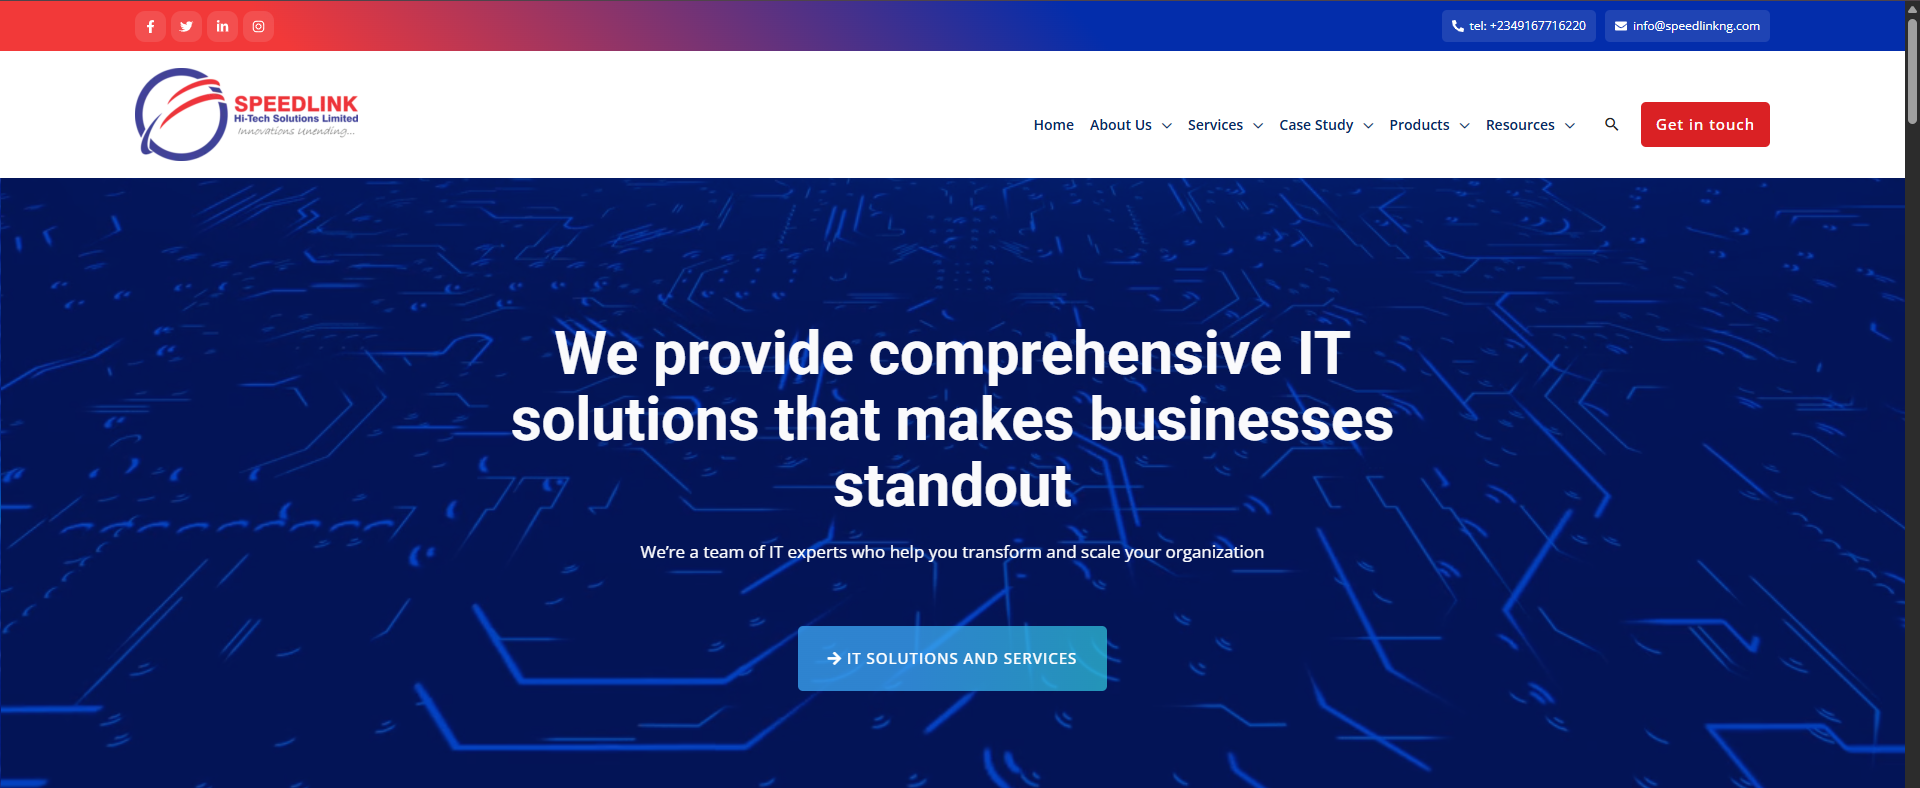 tel: +2349167716220
info@speedlinkng.com
SPEEDLINK
Hi-Tech Solutions Limited
Innovations Unending...
Home
About Us
Services
Case Study
Products
Resources
Get in touch
We provide comprehensive IT
solutions that makes businesses
standout
We’re a team of IT experts who help you transform and scale your organization
IT SOLUTIONS AND SERVICES